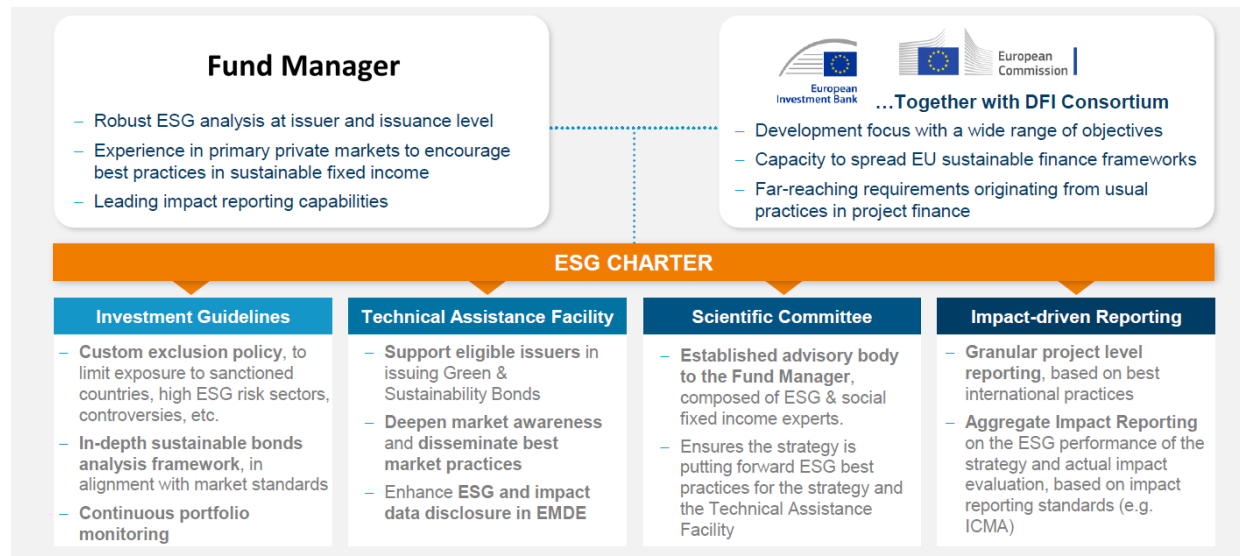 Fund Manager
– Robust ESG analysis at issuer and issuance level
– Experience in primary private markets to encourage
best practices in sustainable fixed income
– Leading impact reporting capabilities
European
Investment Bank
European
Commission
…Together with DFI Consortium
– Development focus with a wide range of objectives
– Capacity to spread EU sustainable finance frameworks
– Far-reaching requirements originating from usual
practices in project finance
ESG CHARTER
Investment Guidelines
– Custom exclusion policy, to
limit exposure to sanctioned
countries, high ESG risk sectors,
controversies, etc.
– In-depth sustainable bonds
analysis framework, in
alignment with market standards
– Continuous portfolio
monitoring
Technical Assistance Facility
– Support eligible issuers in
issuing Green &
Sustainability Bonds
– Deepen market awareness
and disseminate best
market practices
– Enhance ESG and impact
data disclosure in EMDE
Scientific Committee
– Established advisory body
to the Fund Manager,
composed of ESG & social
fixed income experts.
– Ensures the strategy is
putting forward ESG best
practices for the strategy and
the Technical Assistance
Facility
Impact-driven Reporting
– Granular project level
reporting, based on best
international practices
– Aggregate Impact Reporting
on the ESG performance of the
strategy and actual impact
evaluation, based on impact
reporting standards (e.g.
ICMA)